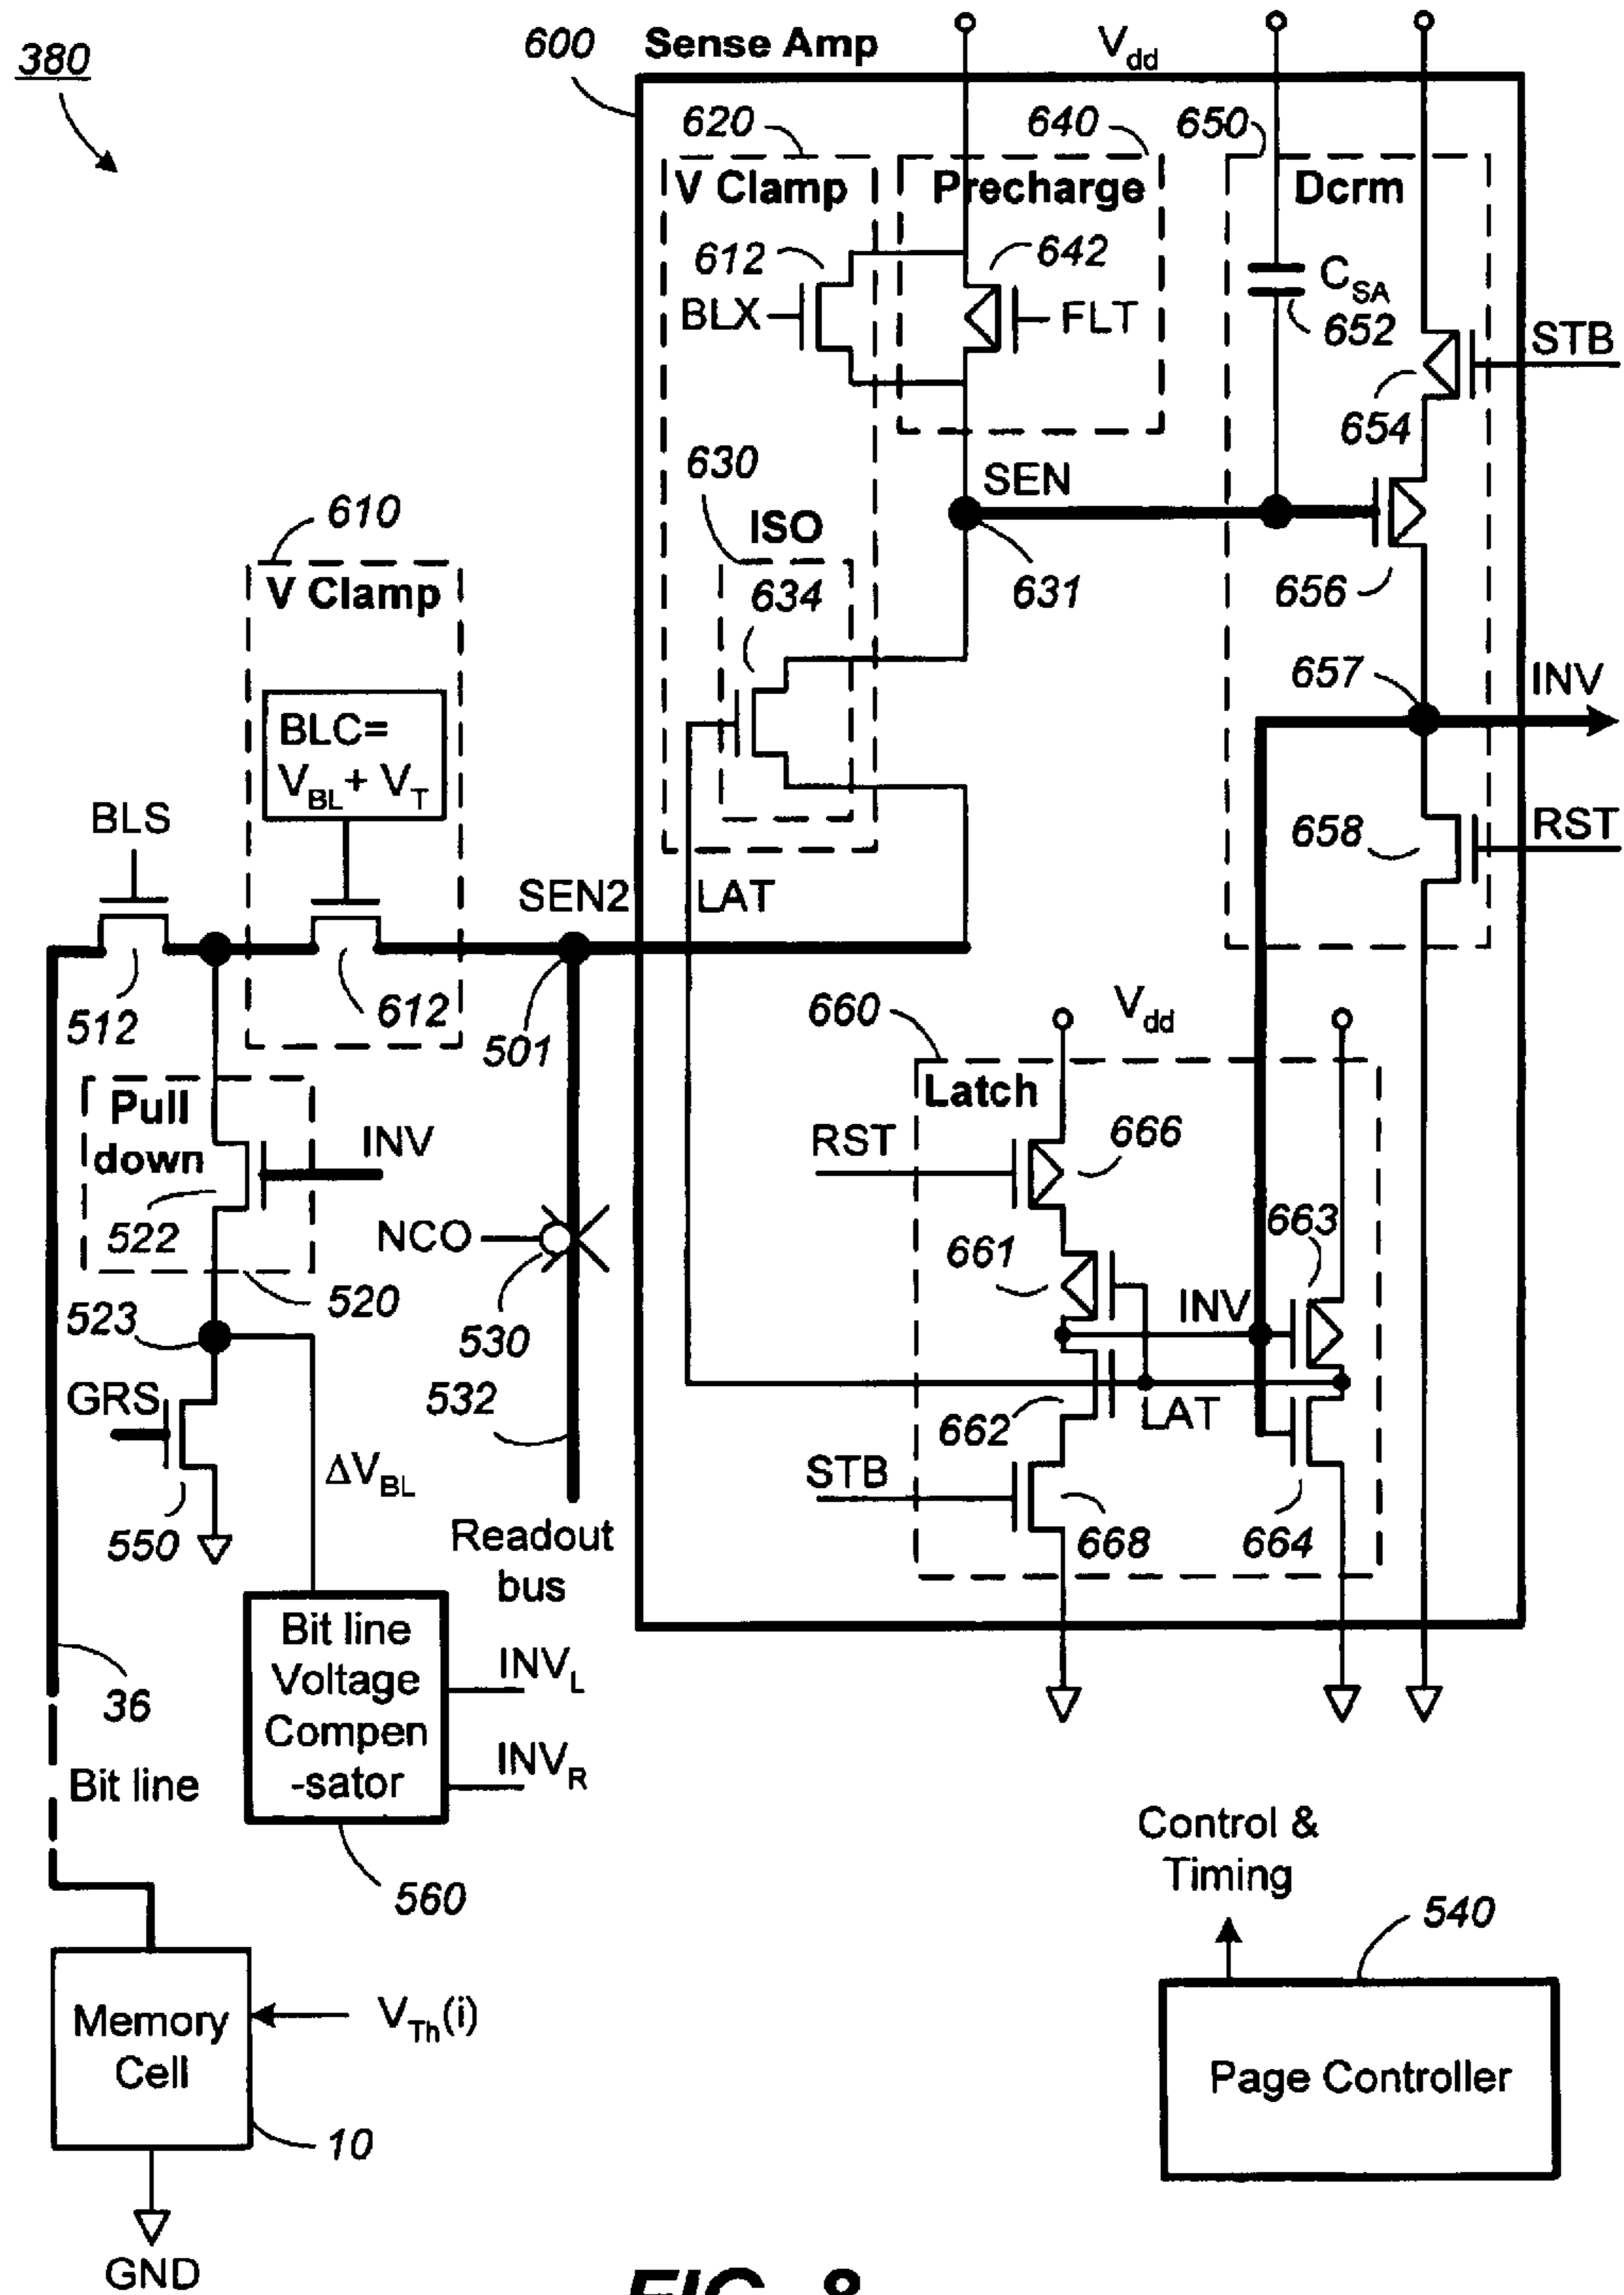 380
600
Sense Amp
Vdd
620
640
650
V Clamp
Precharge
Dcrm
612
642
BLX
FLT
CSA
652
STB
654
630
SEN
610
ISO
V Clamp
634
631
656
BLC=
VBL + VT
657
INV
BLS
658
RST
SEN2
LAT
512
612
501
660
Vdd
Pull
down
Latch
INV
RST
666
522
NCO
663
661
520
INV
523
530
GRS
532
662
LAT
ΔVBL
STB
550
Readout
bus
668
664
Bit line
Voltage
Compen
-sator
INVL
36
INVR
Bit line
Control &
Timing
560
540
Memory
Cell
VTh(i)
Page Controller
10
GND
FIG. 8